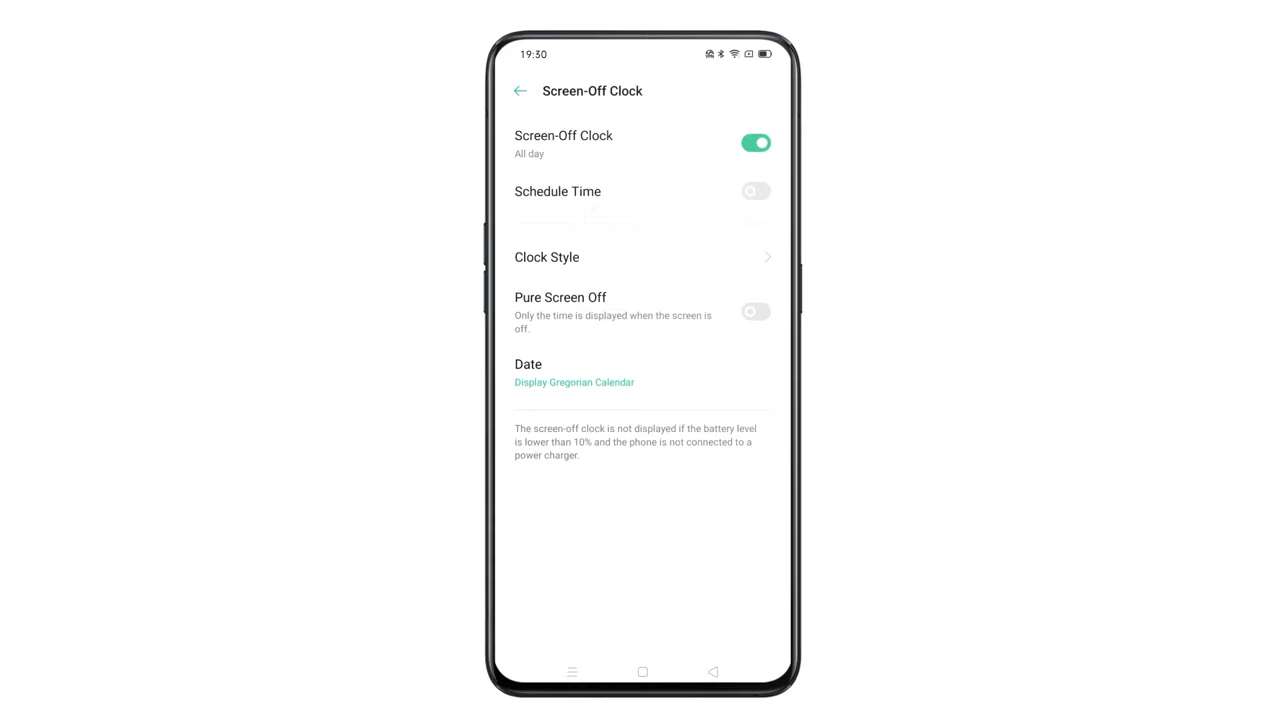 19:30
Screen-Off Clock
Screen-Off Clock
All day
Schedule Time
Clock Style
Pure Screen Off
Only the time is displayed when the screen is
off.
Date
Display Gregorian Calendar
The screen-off clock is not displayed if the battery level
is lower than 10% and the phone is not connected to a
power charger.